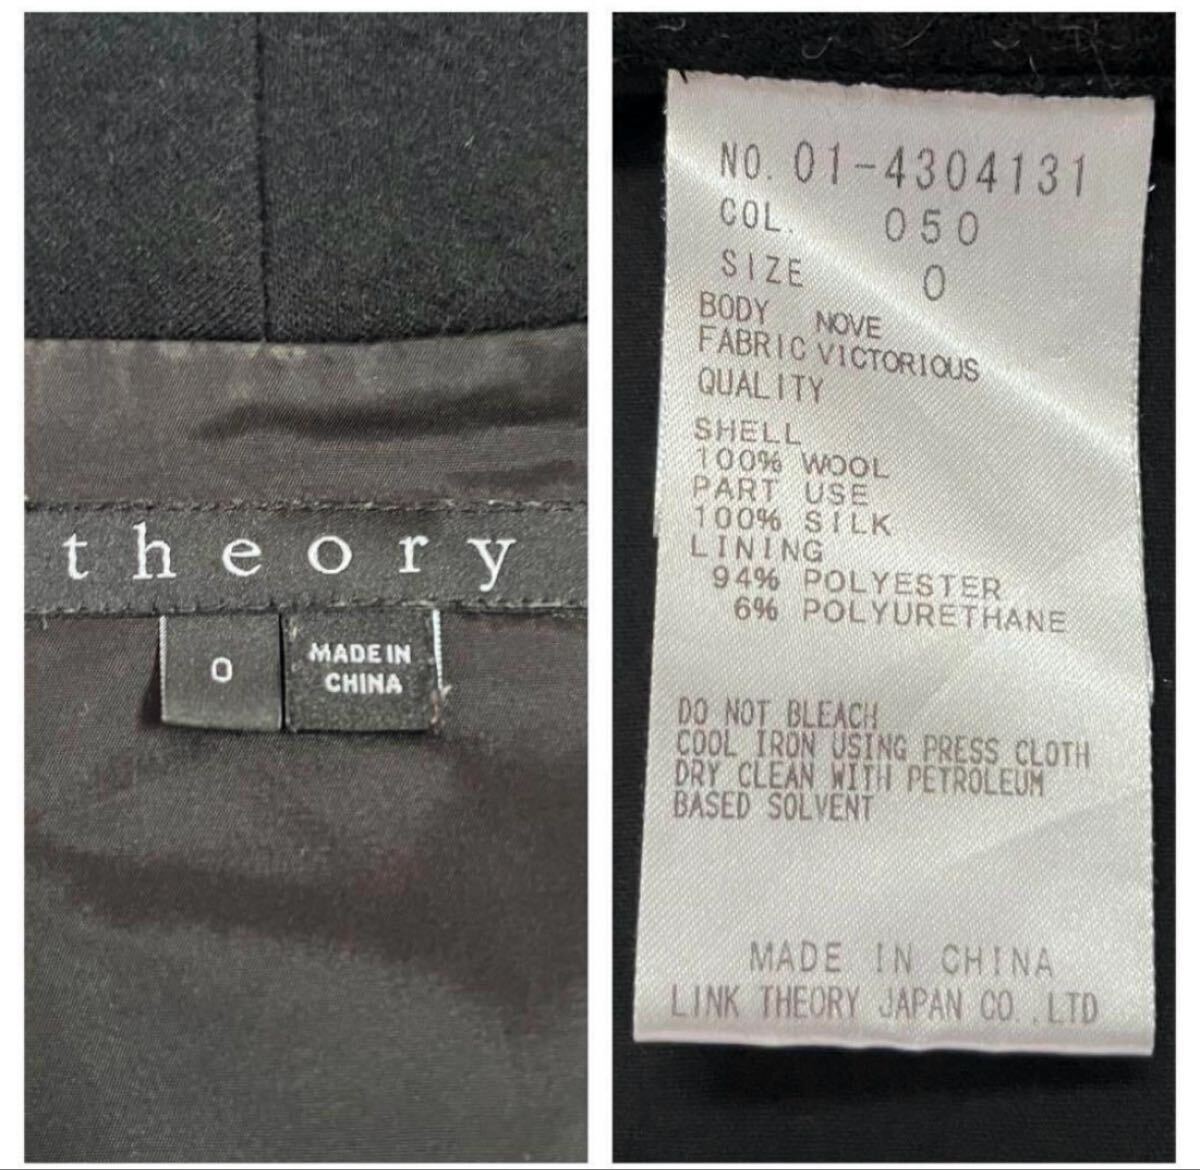 theory
0
MADE IN
CHINA
NO. 01-4304131
COL. 050
SIZE 0
BODY NOVE
FABRIC VICTORIOUS
QUALITY
SHELL
100% WOOL
PART USE
100% SILK
LINING
94% POLYESTER
6% POLYURETHANE
DO NOT BLEACH
COOL IRON USING PRESS CLOTH
DRY CLEAN WITH PETROLEUM
BASED SOLVENT
MADE IN CHINA
LINK THEORY JAPAN CO.,LTD